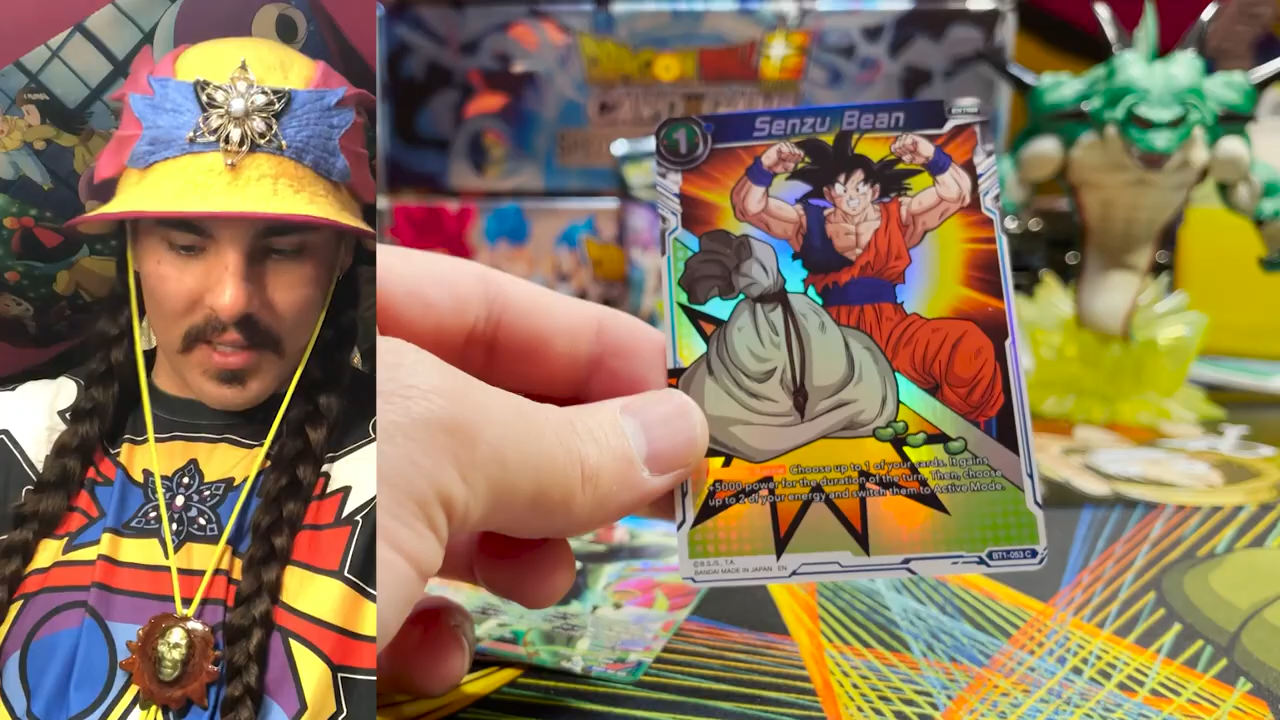 1
Senzu Bean
Choose up to 1 of your cards. It gains
+5000 power for the duration of the turn. Then, choose
up to 2 of your energy and switch them to Active Mode.
BT1-053 C
©B.S./S., T.A.
BANDAI MADE IN JAPAN EN